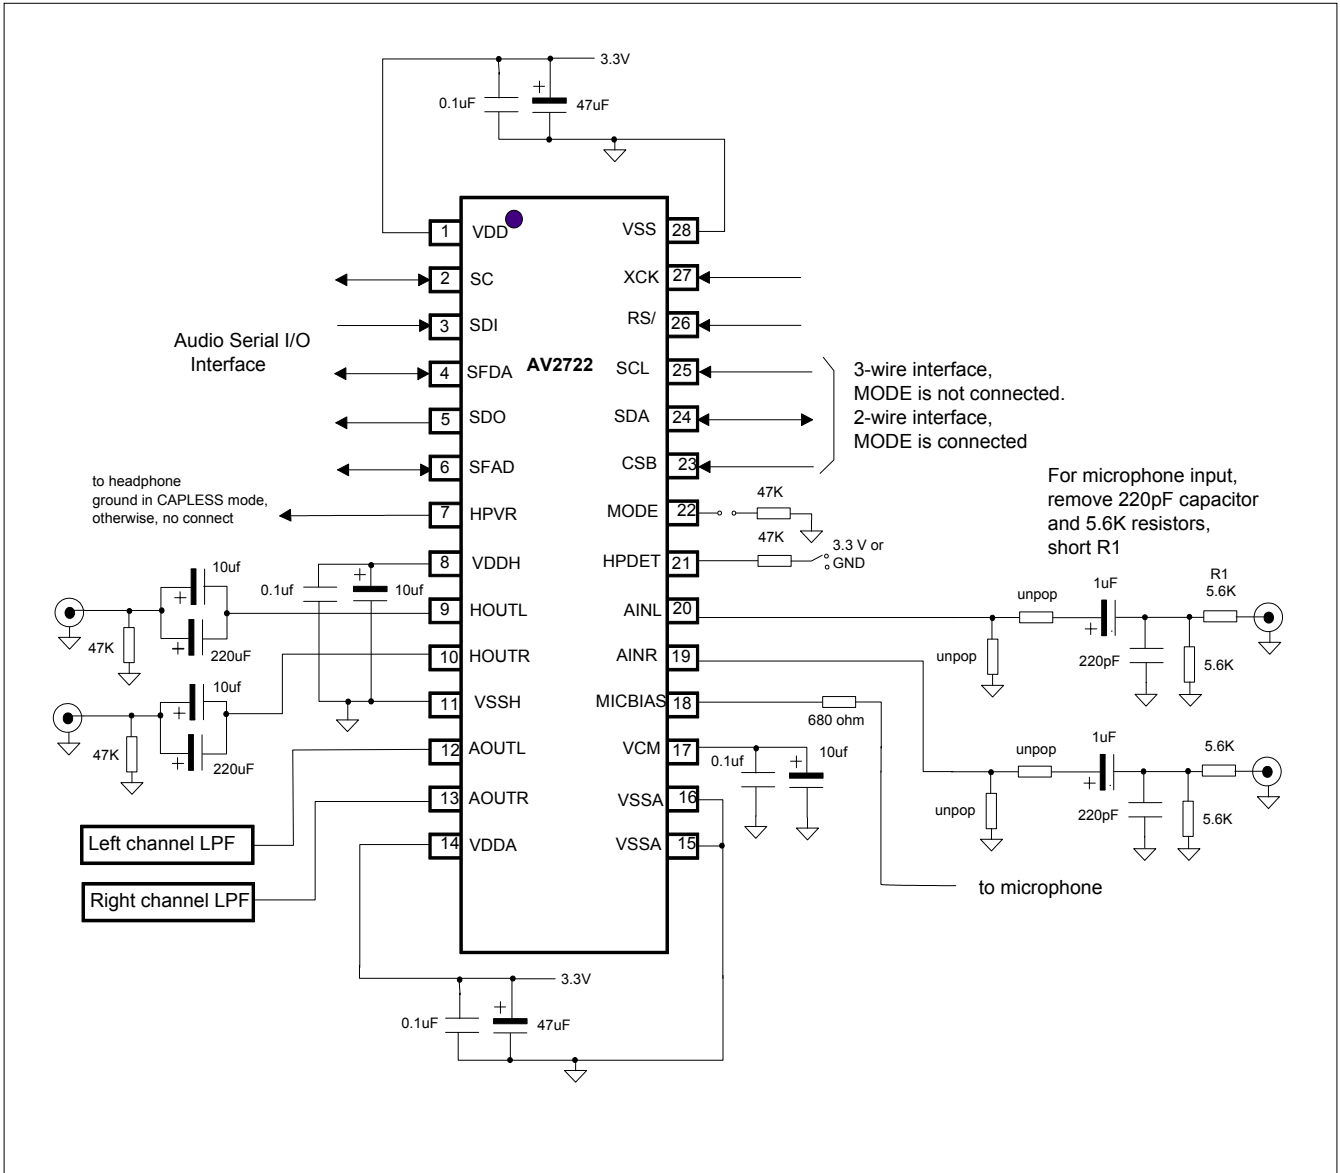 3.3V
0.1uF
+
47uF
1 VDD
VSS 28
2 SC
XCK 27
3 SDI
RS/ 26
Audio Serial I/O
Interface
4 SFDA
AV2722
SCL 25
3-wire interface,
MODE is not connected.
2-wire interface,
MODE is connected
5 SDO
SDA 24
6 SFAD
CSB 23
to headphone
ground in CAPLESS mode,
otherwise, no connect
7 HPVR
MODE 22
47K
For microphone input,
remove 220pF capacitor
and 5.6K resistors,
short R1
8 VDDH
HPDET 21
47K
3.3 V or
GND
10uf
+
0.1uf
+
10uf
9 HOUTL
AINL 20
unpop
1uF
+
R1
5.6K
47K
+
220uF
unpop
220pF
5.6K
10 HOUTR
AINR 19
10uf
+
11 VSSH
MICBIAS 18
680 ohm
47K
+
220uF
12 AOUTL
VCM 17
0.1uf
+
10uf
unpop
1uF
+
5.6K
unpop
220pF
5.6K
13 AOUTR
VSSA 16
Left channel LPF
14 VDDA
VSSA 15
Right channel LPF
to microphone
3.3V
0.1uF
+
47uF